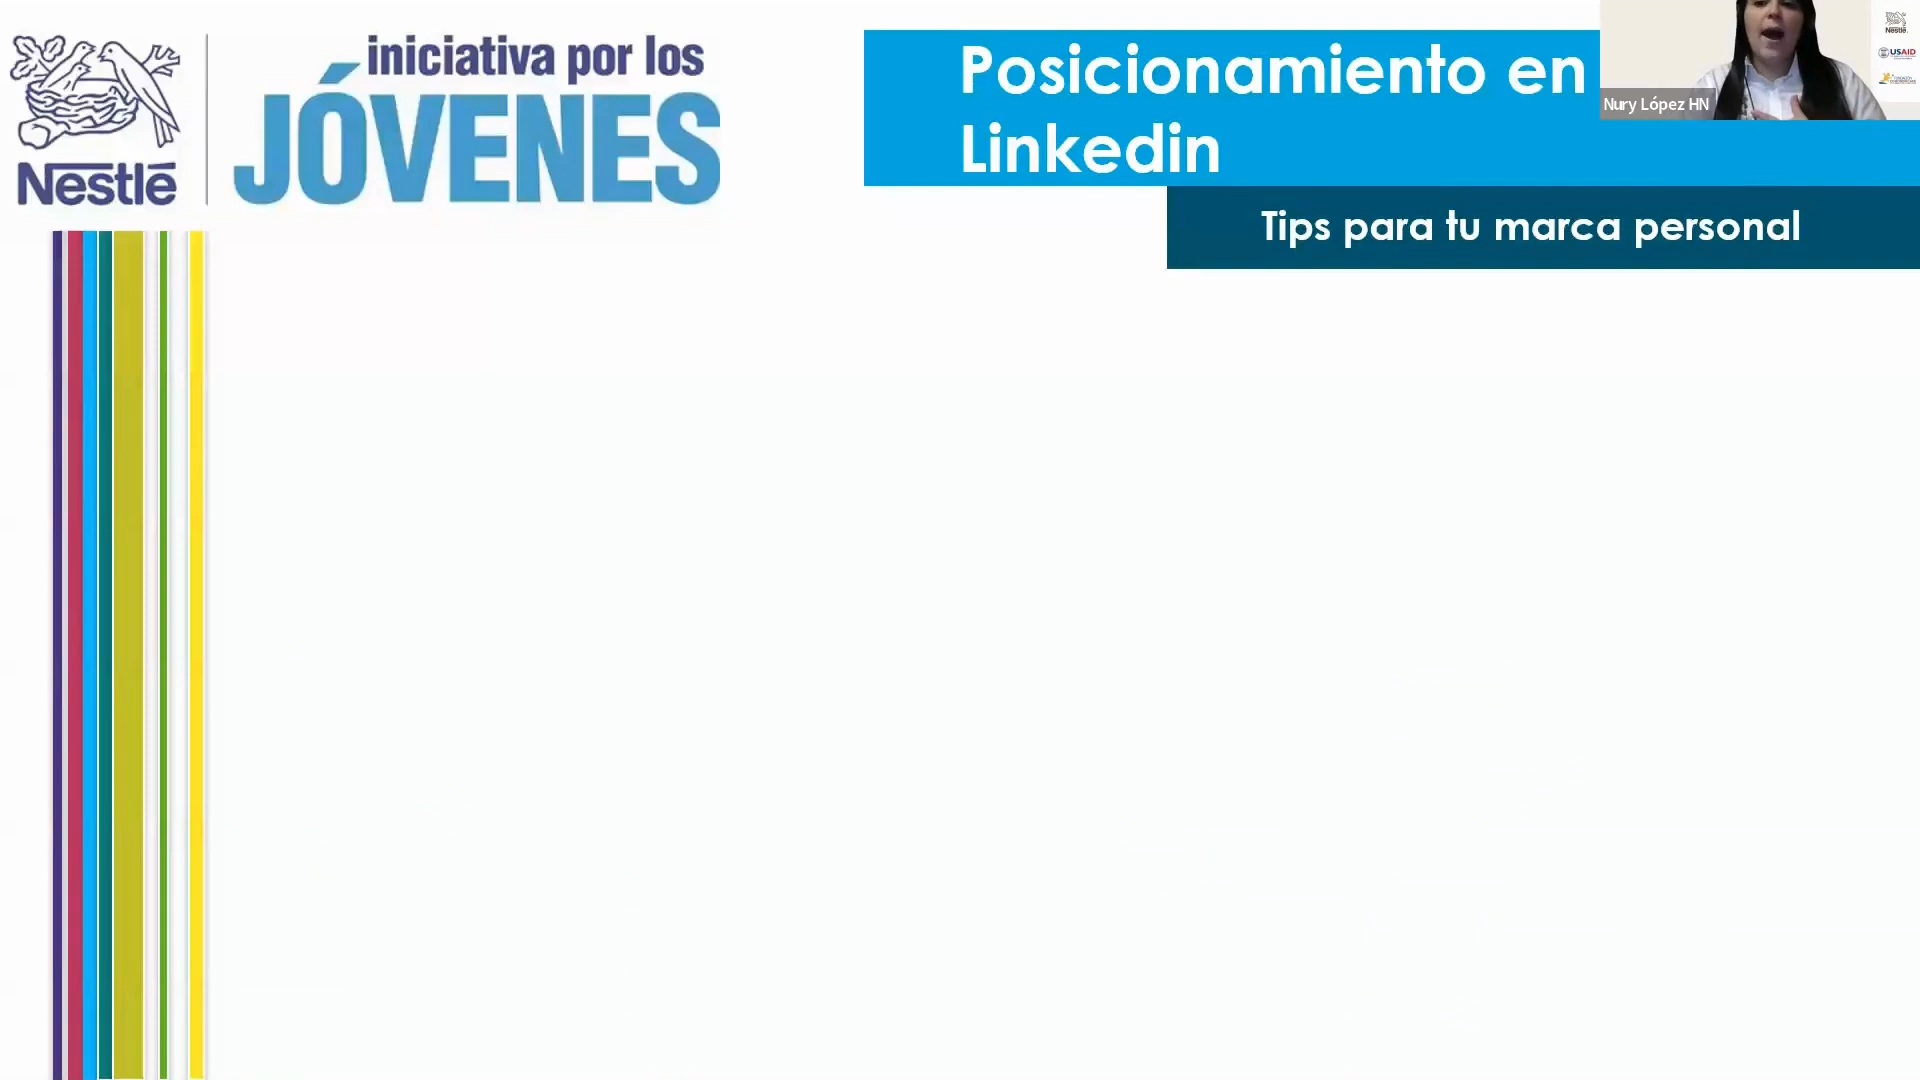 iniciativa por los
JÓVENES
Nestlé
Posicionamiento en
Linkedin
Tips para tu marca personal
Nury López HN
Nestlé
USAID